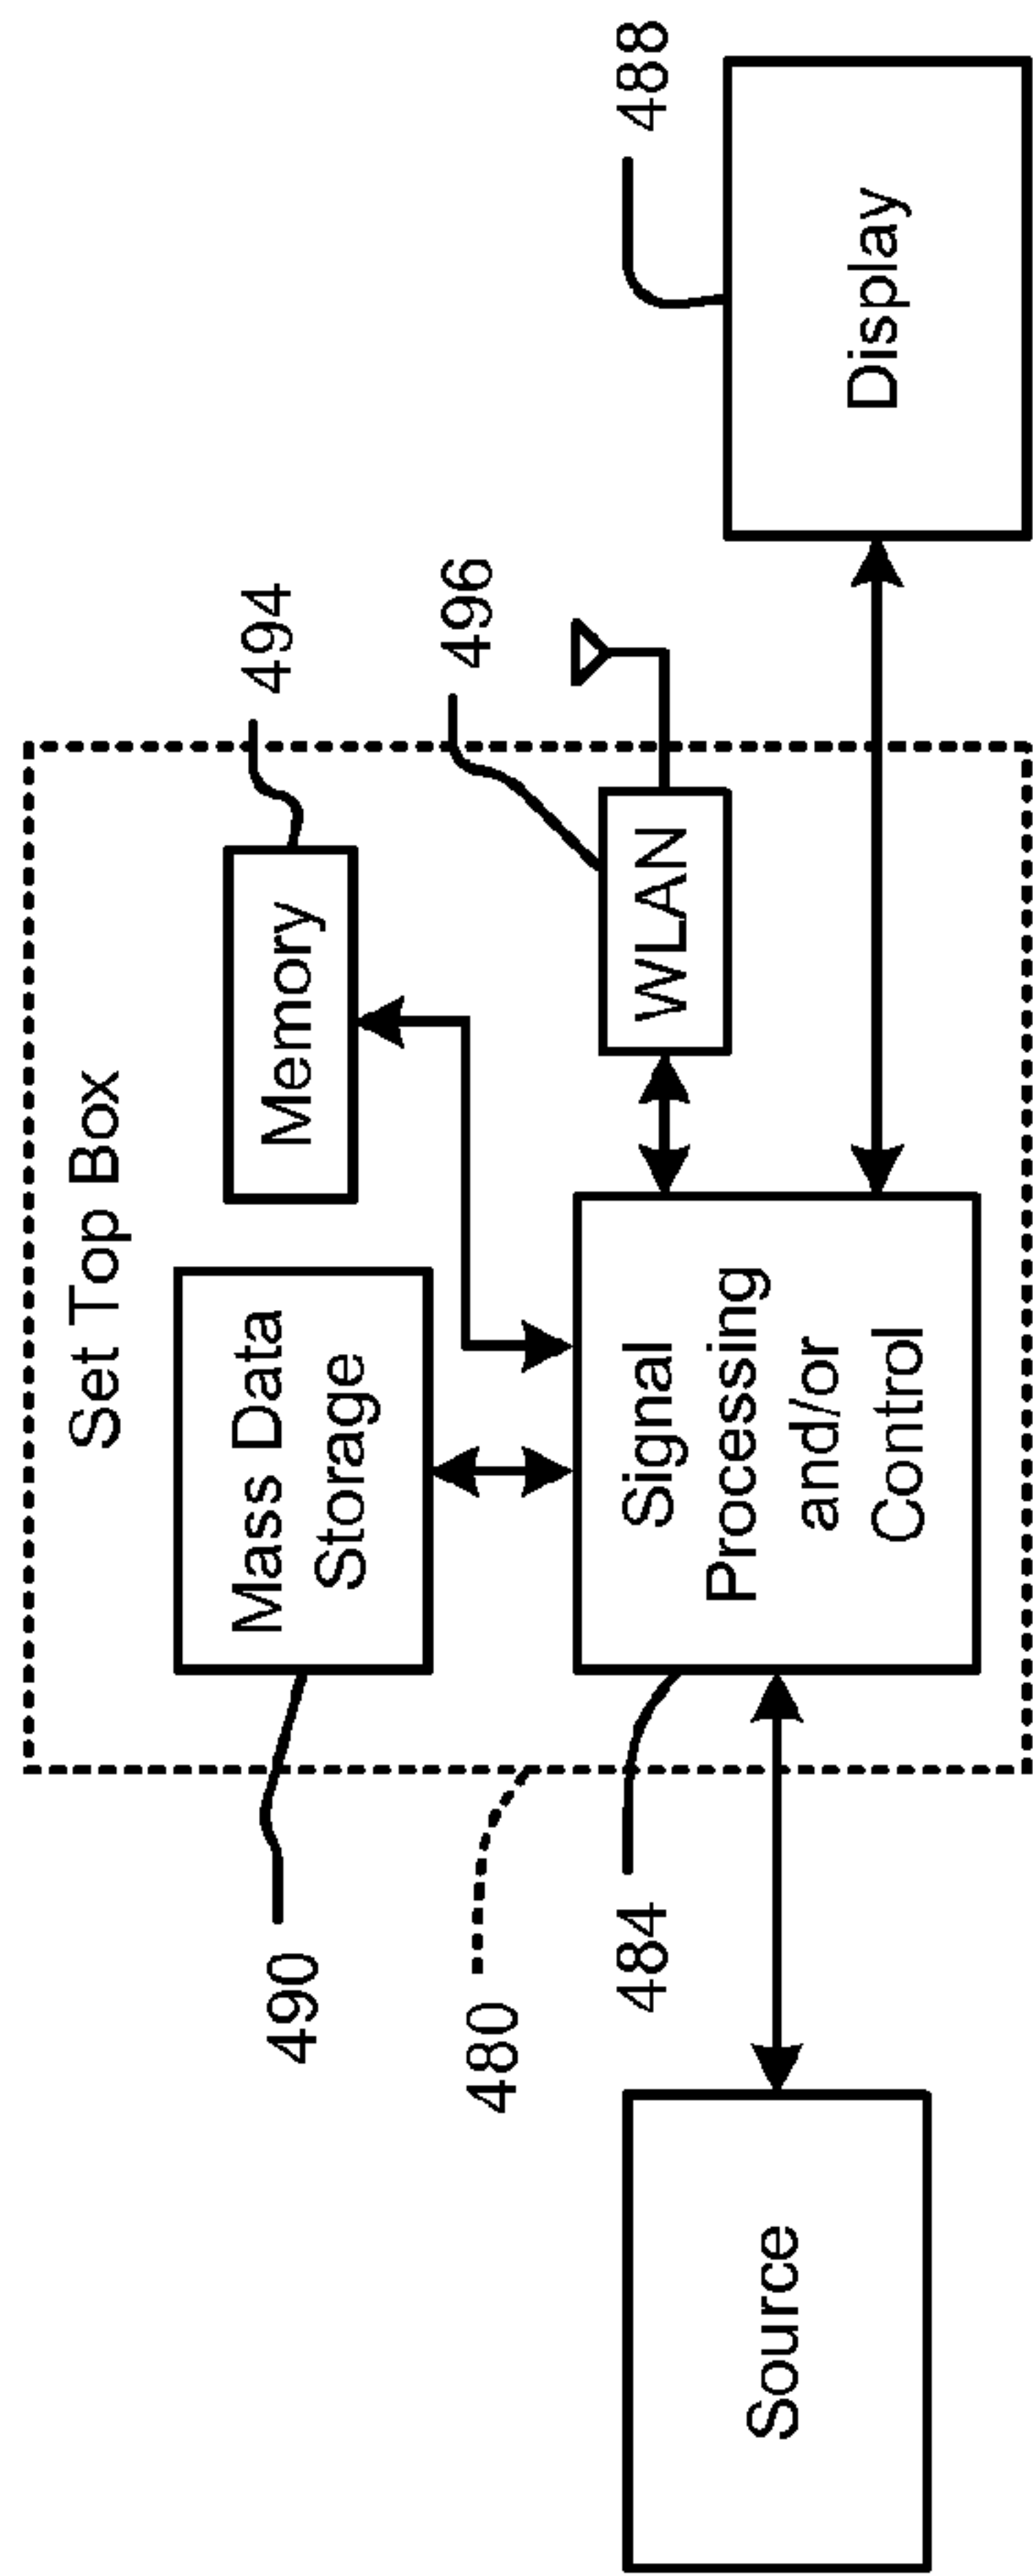 Set Top Box
490
Mass Data
Storage
Memory
494
480
496
WLAN
484
Signal
Processing
and/or
Control
488
Source
Display